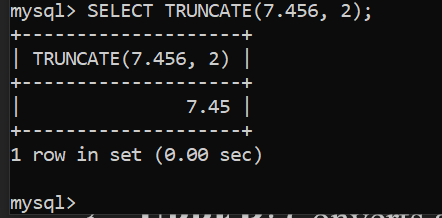 mysql> SELECT TRUNCATE(7.456, 2);
+--------------------+
| TRUNCATE(7.456, 2) |
+--------------------+
|               7.45 |
+--------------------+
1 row in set (0.00 sec)
mysql>